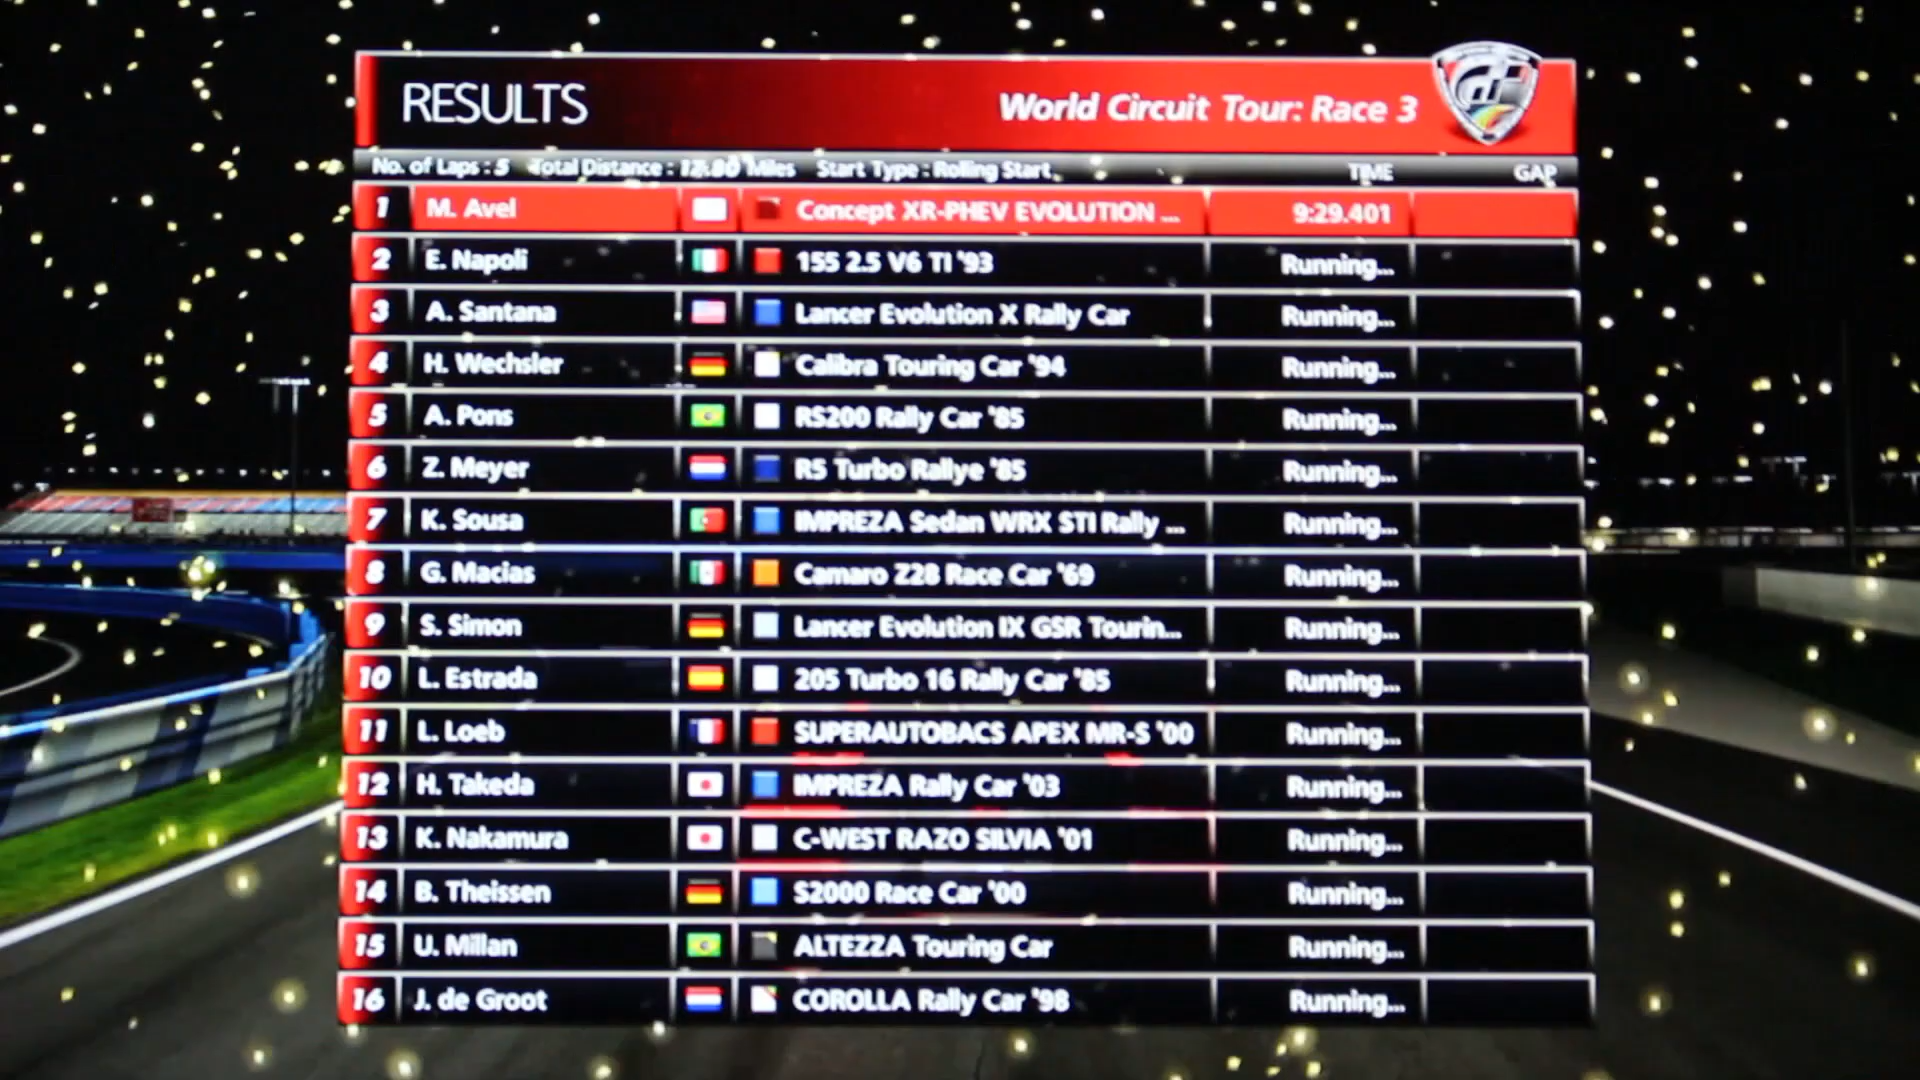 RESULTS
World Circuit Tour: Race 3
No. of Laps : 5 Total Distance : 12.80 Miles Start Type : Rolling Start TIME GAP
1 M. Avel Concept XR-PHEV EVOLUTION ... 9:29.401
2 E. Napoli 155 2.5 V6 TI '93 Running...
3 A. Santana Lancer Evolution X Rally Car Running...
4 H. Wechsler Calibra Touring Car '94 Running...
5 A. Pons RS200 Rally Car '85 Running...
6 Z. Meyer R5 Turbo Rallye '85 Running...
7 K. Sousa IMPREZA Sedan WRX STI Rally ... Running...
8 G. Macias Camaro Z28 Race Car '69 Running...
9 S. Simon Lancer Evolution IX GSR Tourin... Running...
10 L. Estrada 205 Turbo 16 Rally Car '85 Running...
11 L. Loeb SUPERAUTOBACS APEX MR-S '00 Running...
12 H. Takeda IMPREZA Rally Car '03 Running...
13 K. Nakamura C-WEST RAZO SILVIA '01 Running...
14 B. Theissen S2000 Race Car '00 Running...
15 U. Millan ALTEZZA Touring Car Running...
16 J. de Groot COROLLA Rally Car '98 Running...